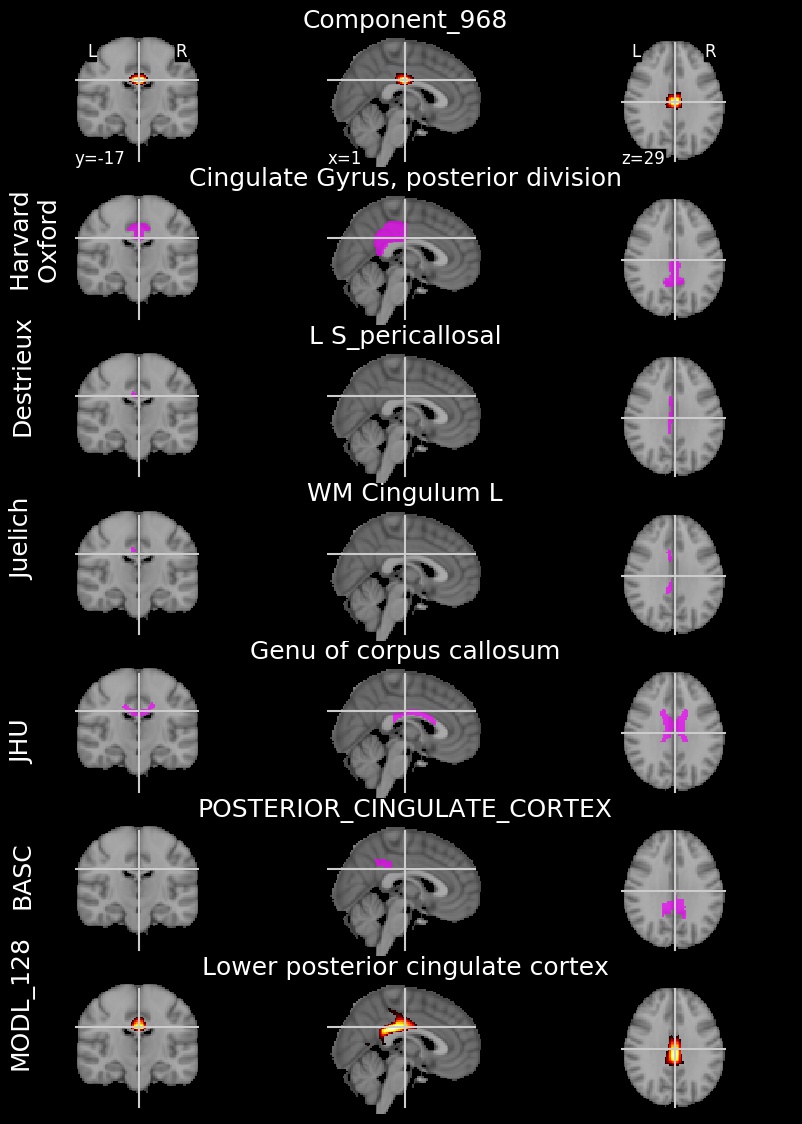 Component_968
L R
L R
y=-17
x=1
z=29
Cingulate Gyrus, posterior division
Harvard
Oxford
L S_pericallosal
Destrieux
WM Cingulum L
Juelich
Genu of corpus callosum
JHU
POSTERIOR_CINGULATE_CORTEX
BASC
Lower posterior cingulate cortex
MODL_128